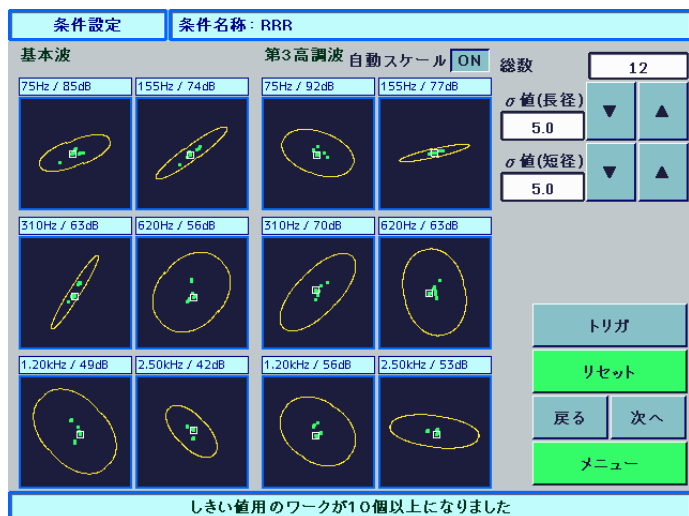 条件設定
条件名称：RRR
基本波
第3高調波
自動スケール ON
総数
12
75Hz / 85dB
155Hz / 74dB
75Hz / 92dB
155Hz / 77dB
σ値(長径)
5.0
▼
▲
σ値(短径)
5.0
▼
▲
310Hz / 63dB
620Hz / 56dB
310Hz / 70dB
620Hz / 63dB
トリガ
リセット
1.20kHz / 49dB
2.50kHz / 42dB
1.20kHz / 56dB
2.50kHz / 53dB
戻る
次へ
メニュー
しきい値用のワークが10個以上になりました